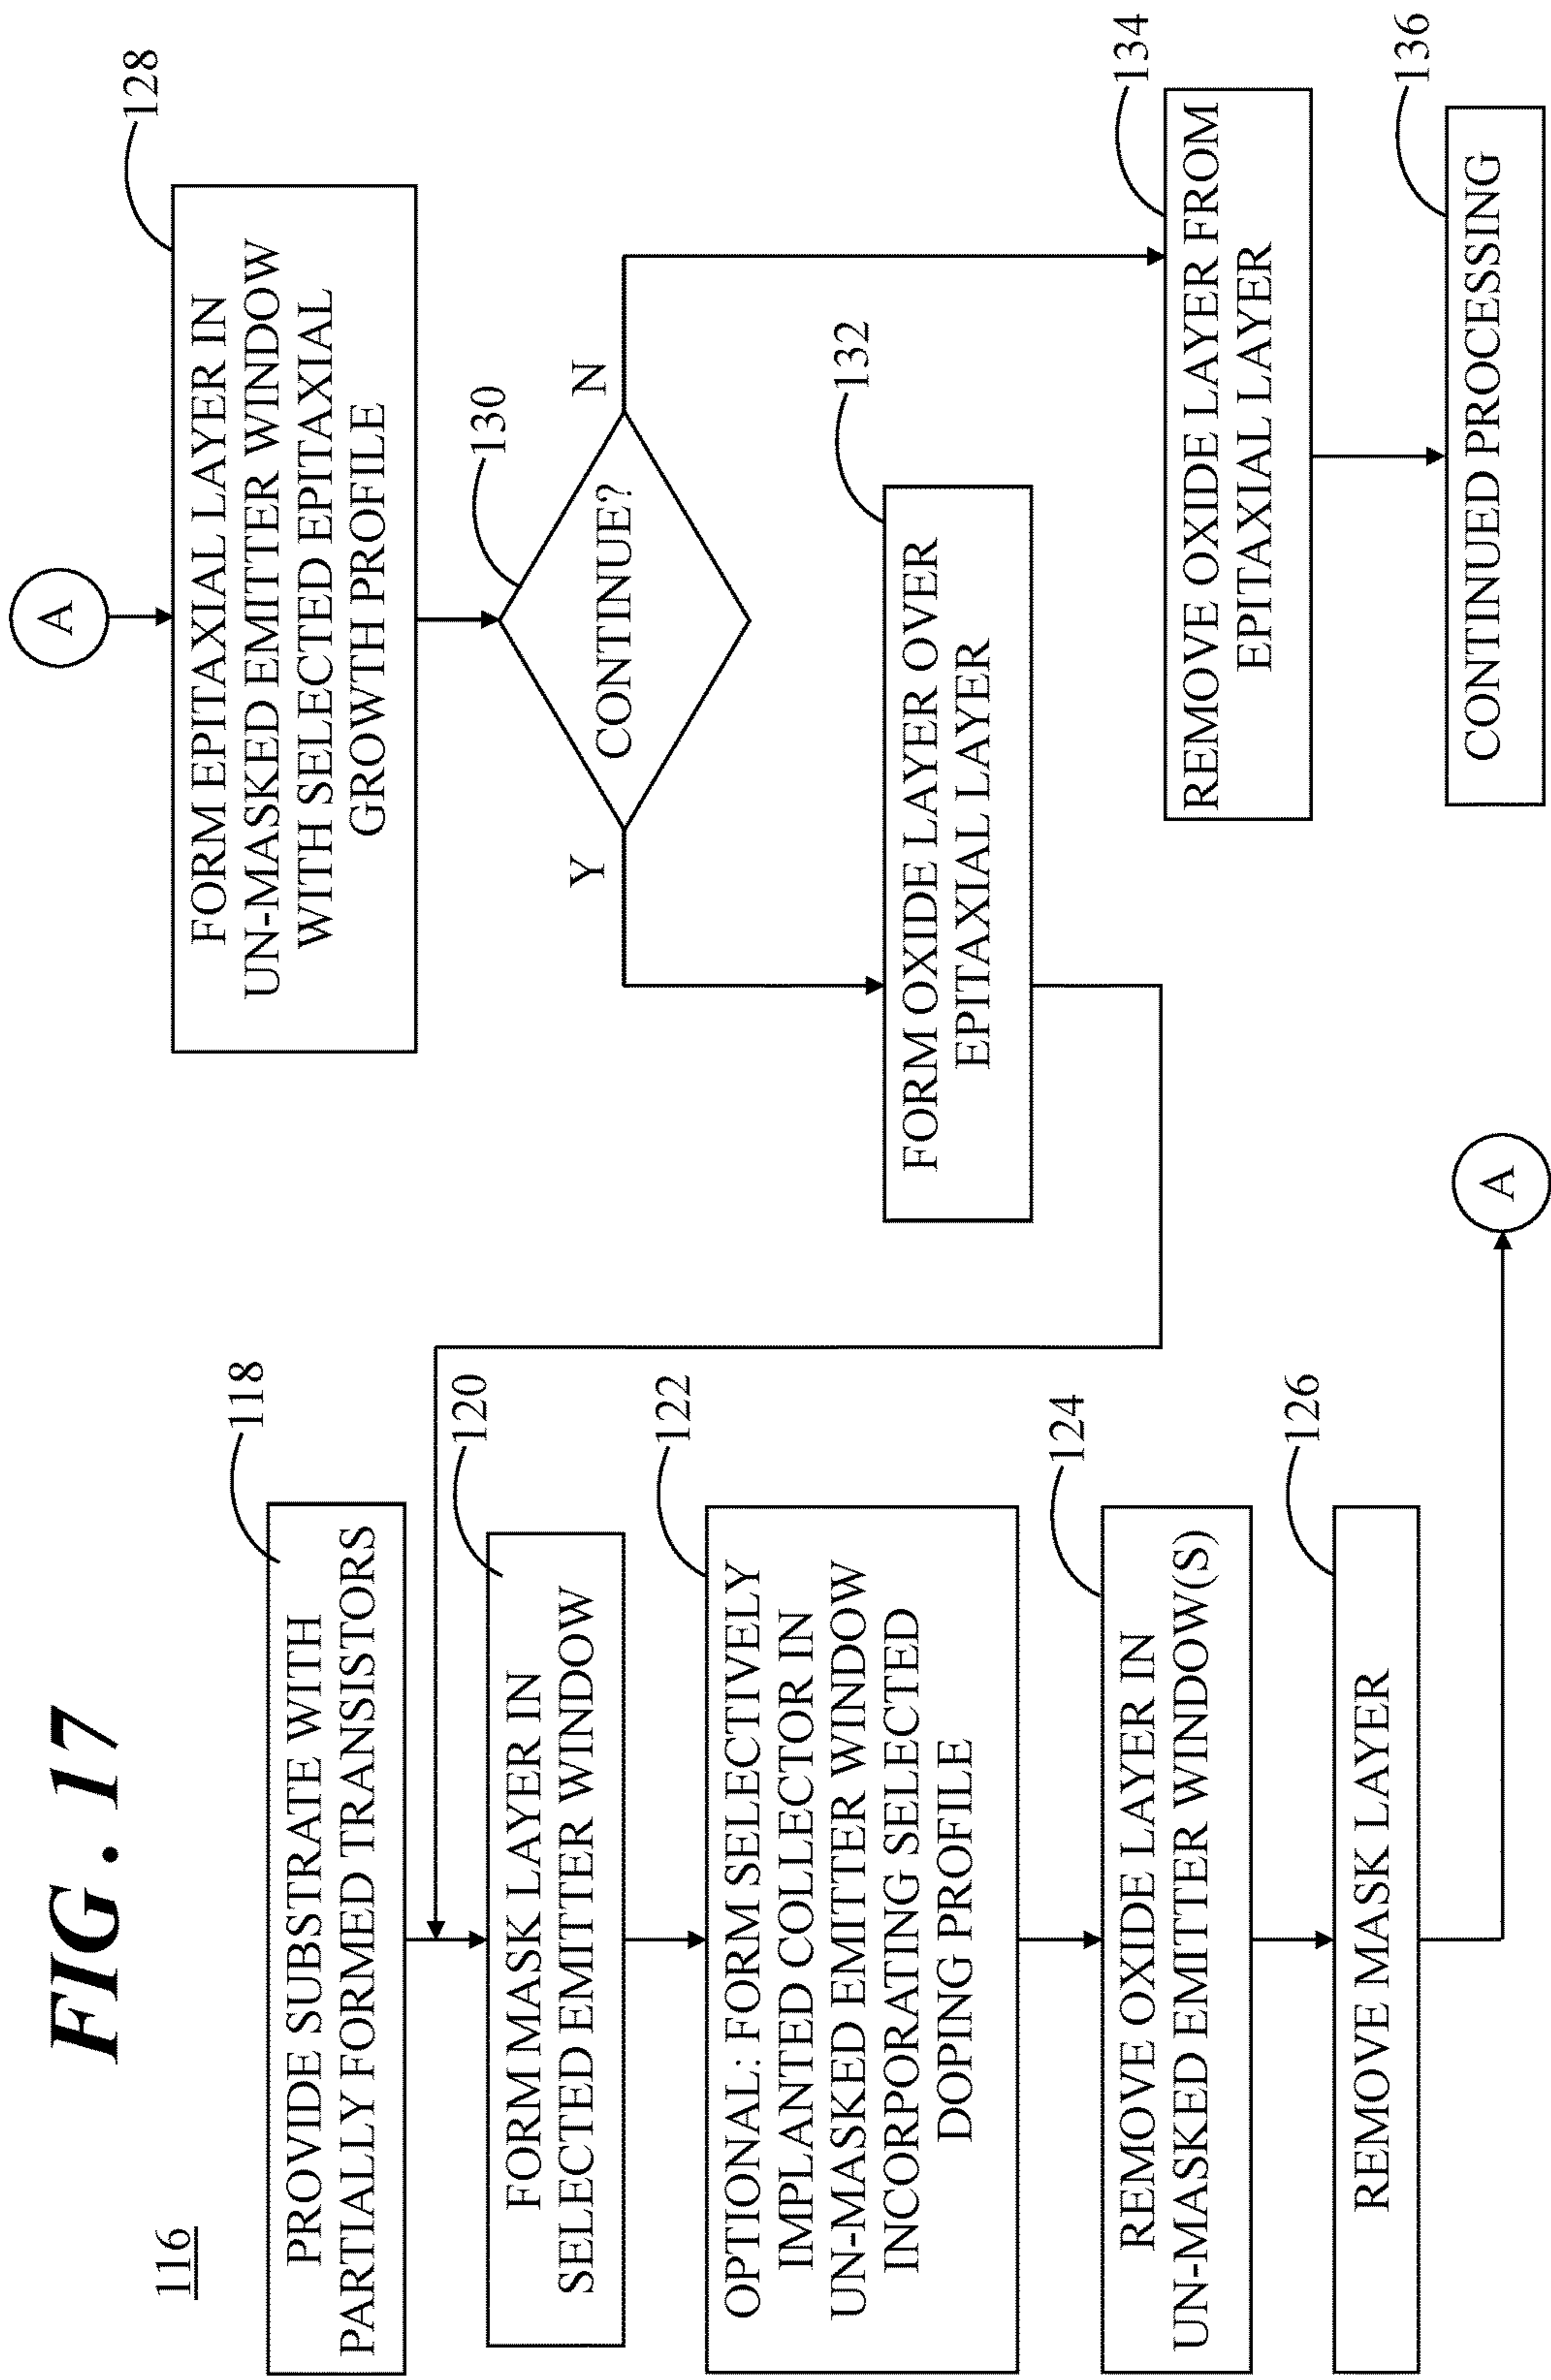 FIG. 17
116
118
PROVIDE SUBSTRATE WITH
PARTIALLY FORMED TRANSISTORS
120
FORM MASK LAYER IN
SELECTED EMITTER WINDOW
122
OPTIONAL: FORM SELECTIVELY
IMPLANTED COLLECTOR IN
UN-MASKED EMITTER WINDOW
INCORPORATING SELECTED
DOPING PROFILE
124
REMOVE OXIDE LAYER IN
UN-MASKED EMITTER WINDOW(S)
126
REMOVE MASK LAYER
A
A
128
FORM EPITAXIAL LAYER IN
UN-MASKED EMITTER WINDOW
WITH SELECTED EPITAXIAL
GROWTH PROFILE
130
CONTINUE?
Y
N
132
FORM OXIDE LAYER OVER
EPITAXIAL LAYER
134
REMOVE OXIDE LAYER FROM
EPITAXIAL LAYER
136
CONTINUED PROCESSING